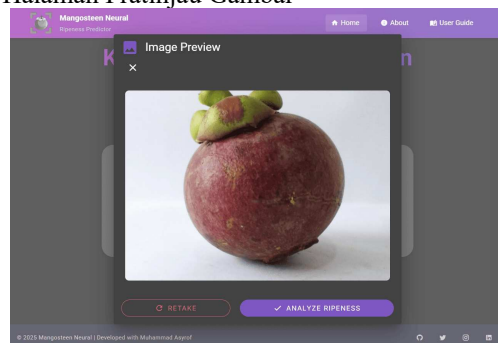 Halaman Pratinjau Gambar
Mangosteen Neural
Ripeness Predictor
Home
About
User Guide
Image Preview
RETAKE
ANALYZE RIPENESS
© 2025 Mangosteen Neural | Developed with Muhammad Asyrof